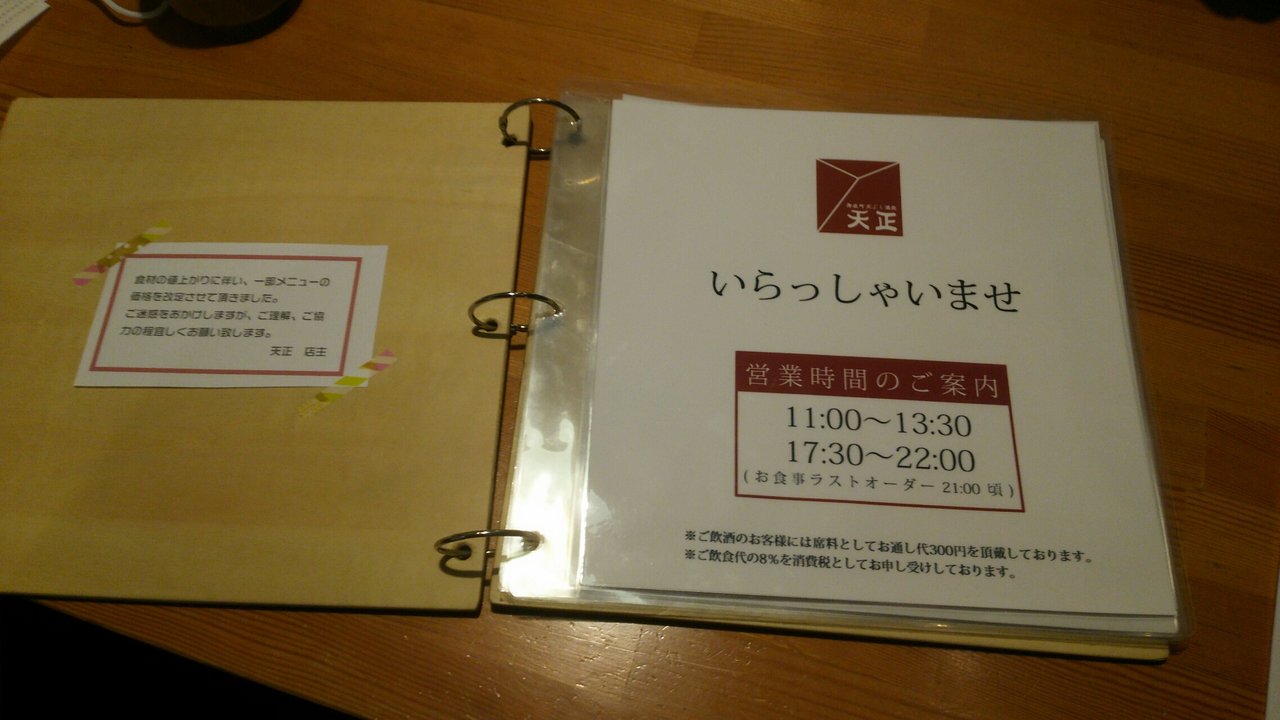 食材の値上がりに伴い、一部メニューの
価格を改定させて頂きました。
ご迷惑をおかけしますが、ご理解、ご協
力の程宜しくお願い致します。
天正　店主
天正
いらっしゃいませ
営業時間のご案内
11:00〜13:30
17:30〜22:00
(お食事ラストオーダー 21:00 頃)
※ご飲酒のお客様には席料としてお通し代300円を頂戴しております。
※ご飲食代の8%を消費税としてお申し受けしております。